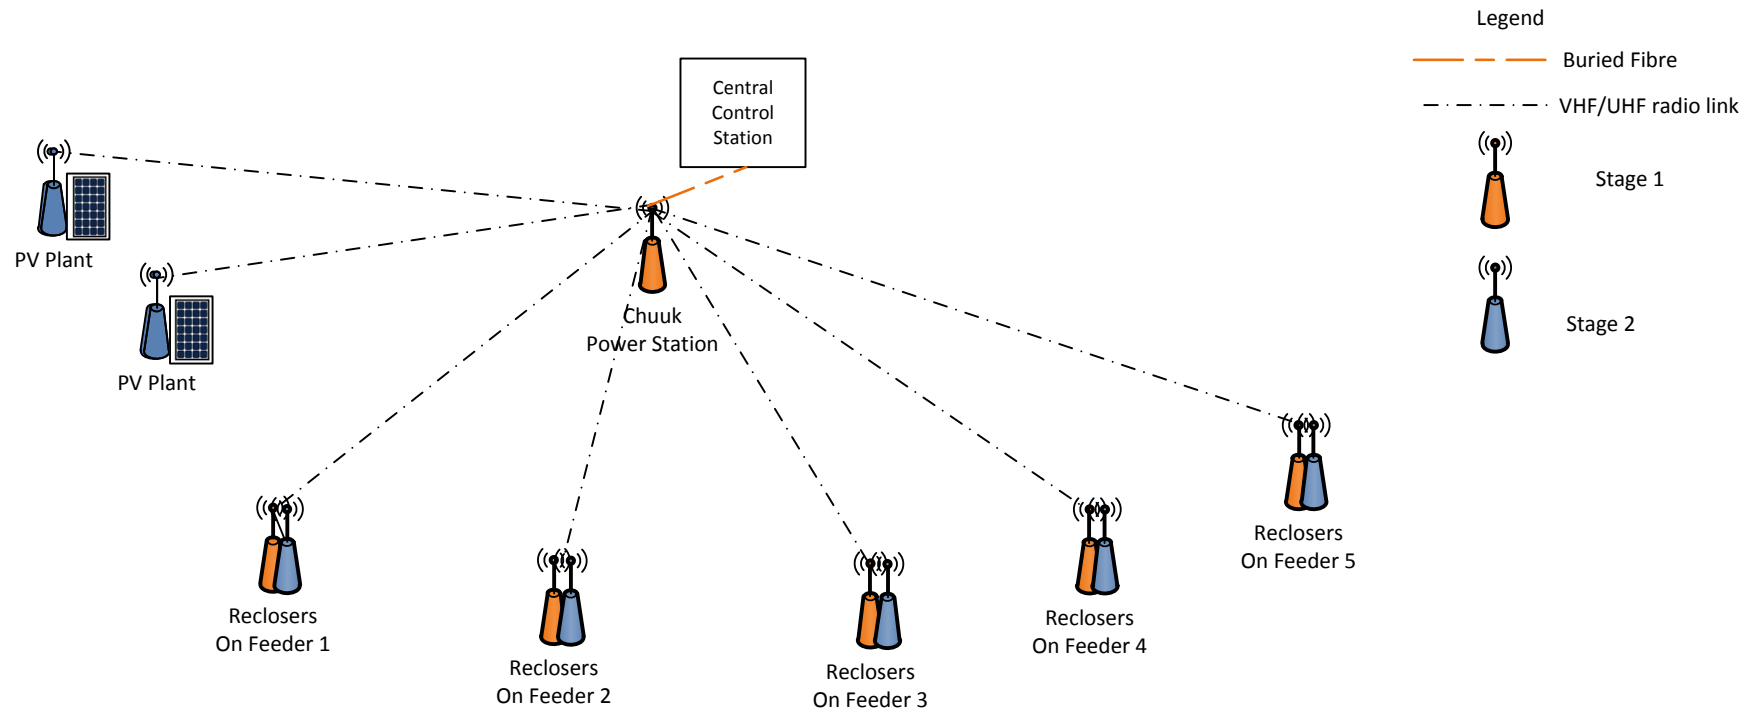 Legend
Buried Fibre
VHF/UHF radio link
Stage 1
Stage 2
Central
Control
Station
PV Plant
PV Plant
Chuuk
Power Station
Reclosers
On Feeder 1
Reclosers
On Feeder 2
Reclosers
On Feeder 3
Reclosers
On Feeder 4
Reclosers
On Feeder 5